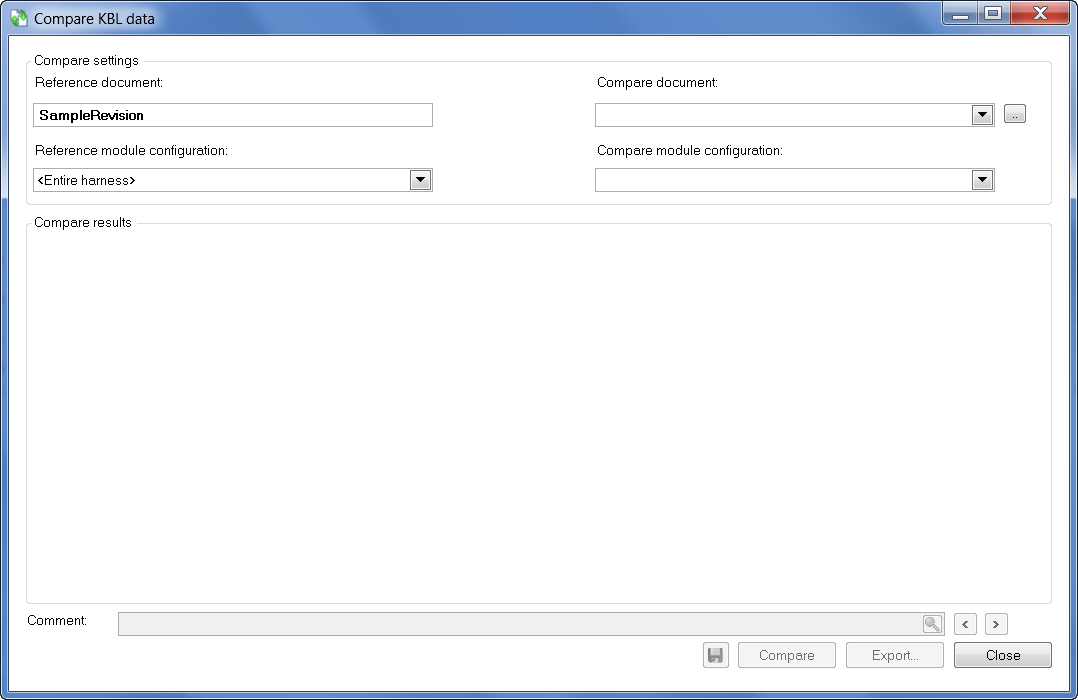 Compare KBL data
Compare settings
Reference document:
Compare document:
SampleRevision
..
Reference module configuration:
Compare module configuration:
<Entire harness>
Compare results
Comment:
< >
Compare
Export...
Close